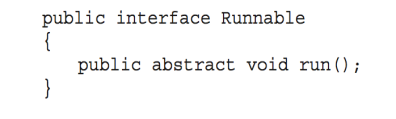 public interface Runnable
{
    public abstract void run();
}